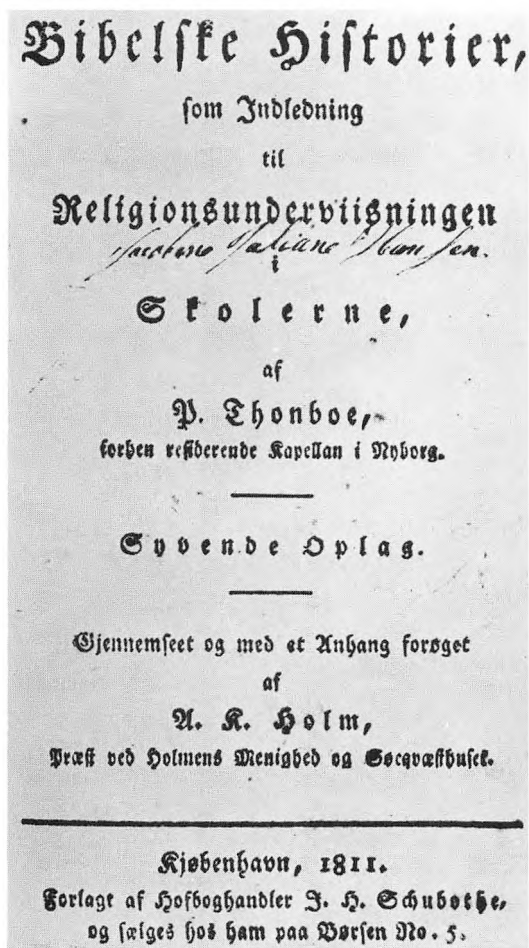 Bibelske Historier,
som Indledning
til
Religionsunderviisningen
i
Skolerne,
af
P. Thonboe,
forhen residerende Kapellan i Nyborg.
Syvende Oplag.
Gjennemseet og med et Anhang forøget
af
A. K. Holm,
Præst ved Holmens Menighed og Søeqvæsthuset.
Kjøbenhavn, 1811.
Forlagt af Hofboghandler J. H. Schubothe,
og sælges hos ham paa Børsen No. 5.